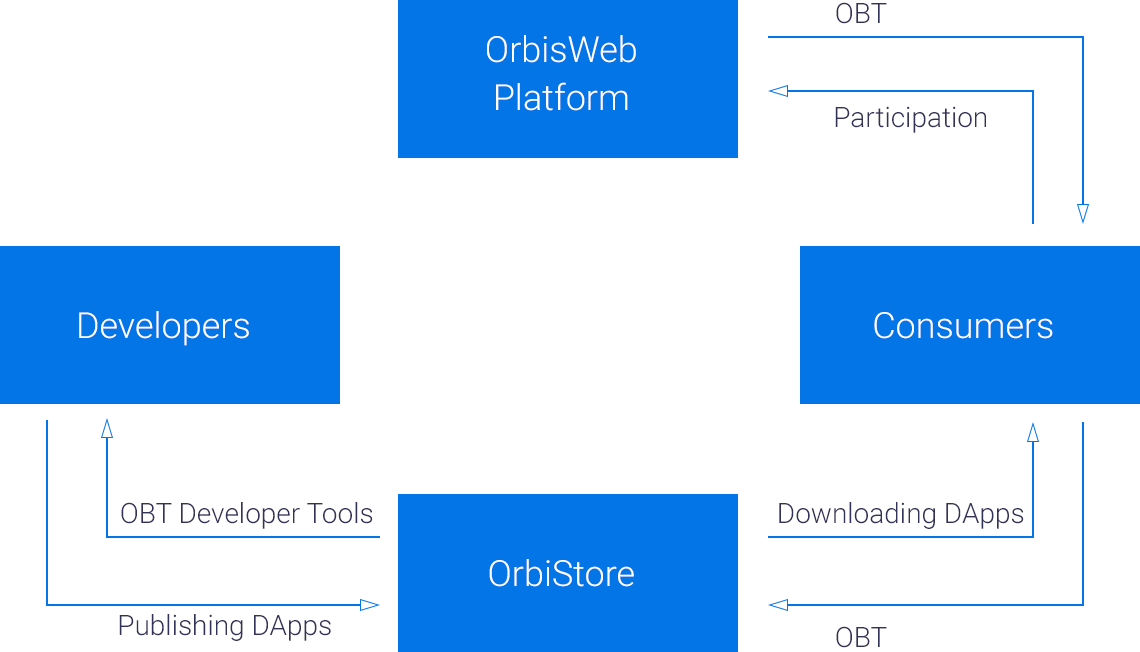 OBT
OrbisWeb
Platform
Participation
Developers
Consumers
OBT Developer Tools
Downloading DApps
OrbiStore
Publishing DApps
OBT